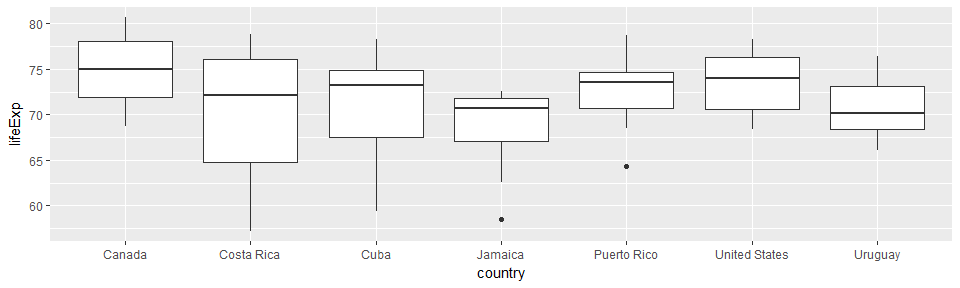 80
75
70
65
60
lifeExp
Canada
Costa Rica
Cuba
Jamaica
Puerto Rico
United States
Uruguay
country